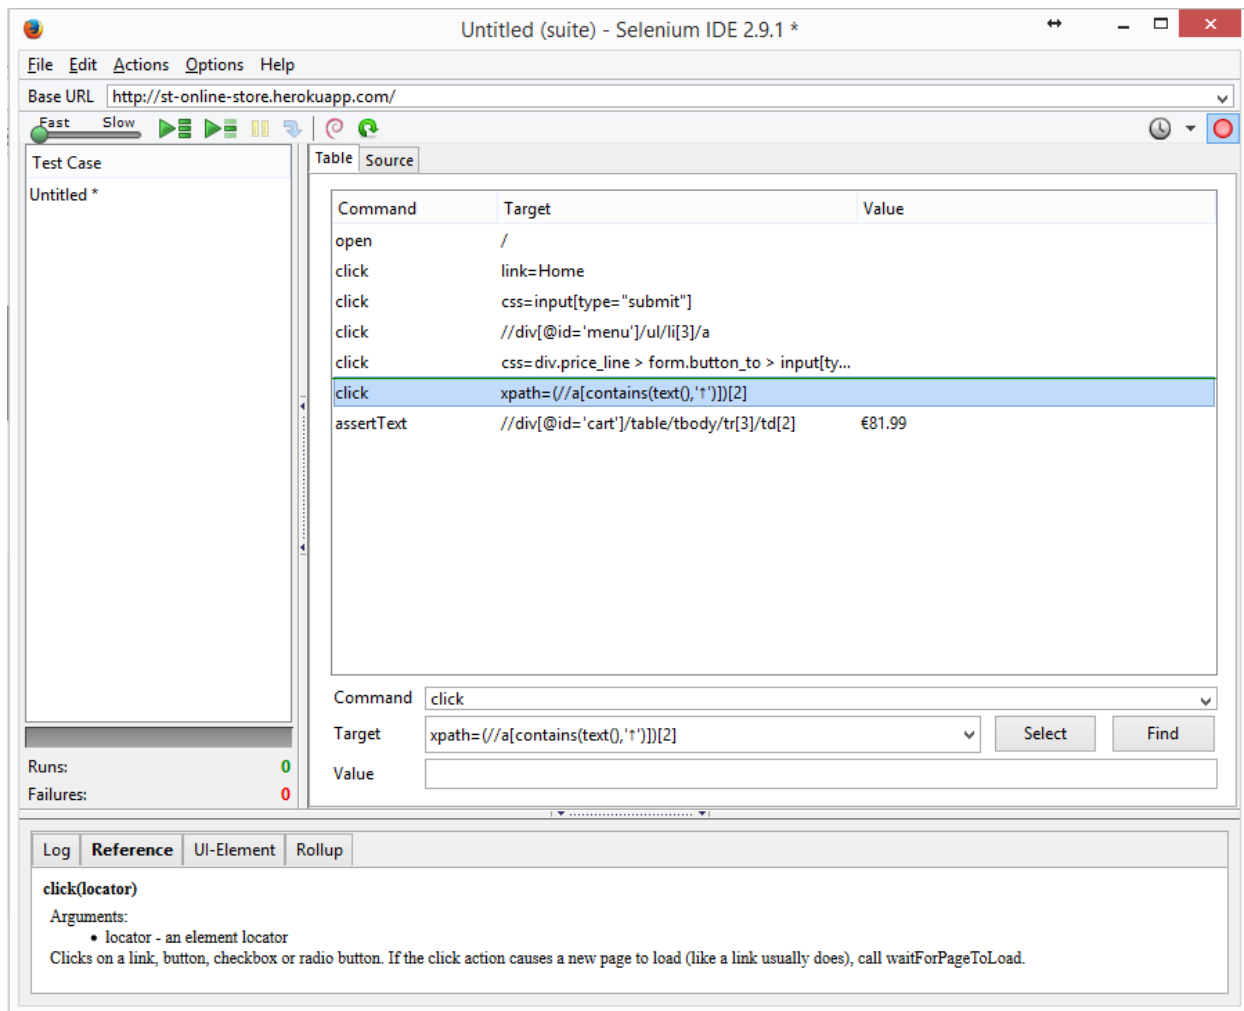 Untitled (suite) - Selenium IDE 2.9.1 *
File Edit Actions Options Help
Base URL http://st-online-store.herokuapp.com/
Fast Slow
Test Case
Untitled *
Table Source
Command Target Value
open /
click link=Home
click css=input[type="submit"]
click //div[@id='menu']/ul/li[3]/a
click css=div.price_line > form.button_to > input[ty...
click xpath=(//a[contains(text(),'↑')])[2]
assertText //div[@id='cart']/table/tbody/tr[3]/td[2] €81.99
Command click
Target xpath=(//a[contains(text(),'↑')])[2] Select Find
Value
Runs: 0
Failures: 0
Log Reference UI-Element Rollup
click(locator)
Arguments:
• locator - an element locator
Clicks on a link, button, checkbox or radio button. If the click action causes a new page to load (like a link usually does), call waitForPageToLoad.